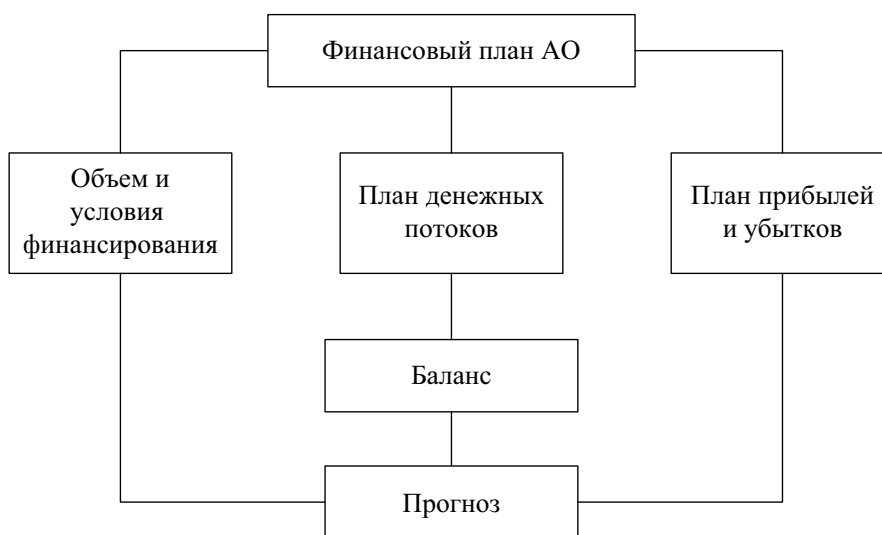 Финансовый план АО
Объем и
условия
финансирования
План денежных
потоков
План прибылей
и убытков
Баланс
Прогноз